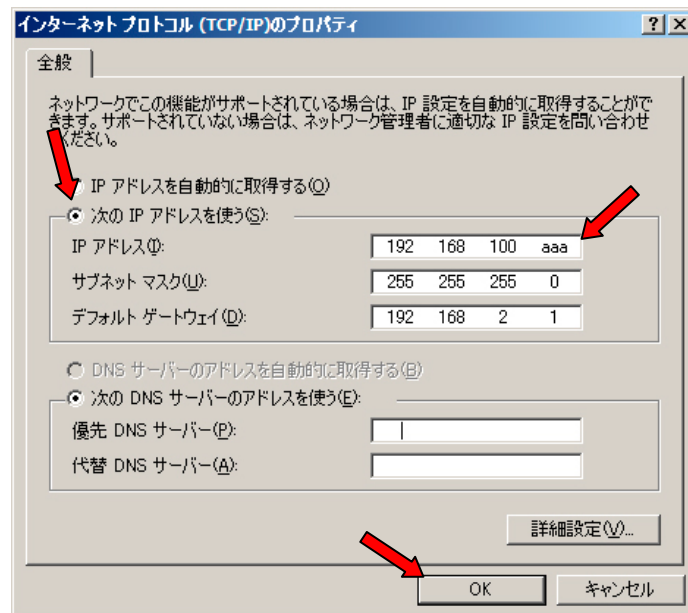 インターネット プロトコル (TCP/IP)のプロパティ
全般
ネットワークでこの機能がサポートされている場合は、IP 設定を自動的に取得することがで
きます。サポートされていない場合は、ネットワーク管理者に適切な IP 設定を問い合わせ
ください。
IP アドレスを自動的に取得する(O)
次の IP アドレスを使う(S):
IP アドレス(I): 192 168 100 aaa
サブネット マスク(U): 255 255 255 0
デフォルト ゲートウェイ(D): 192 168 2 1
DNS サーバーのアドレスを自動的に取得する(B)
次の DNS サーバーのアドレスを使う(E):
優先 DNS サーバー(P):
代替 DNS サーバー(A):
詳細設定(V)...
OK キャンセル